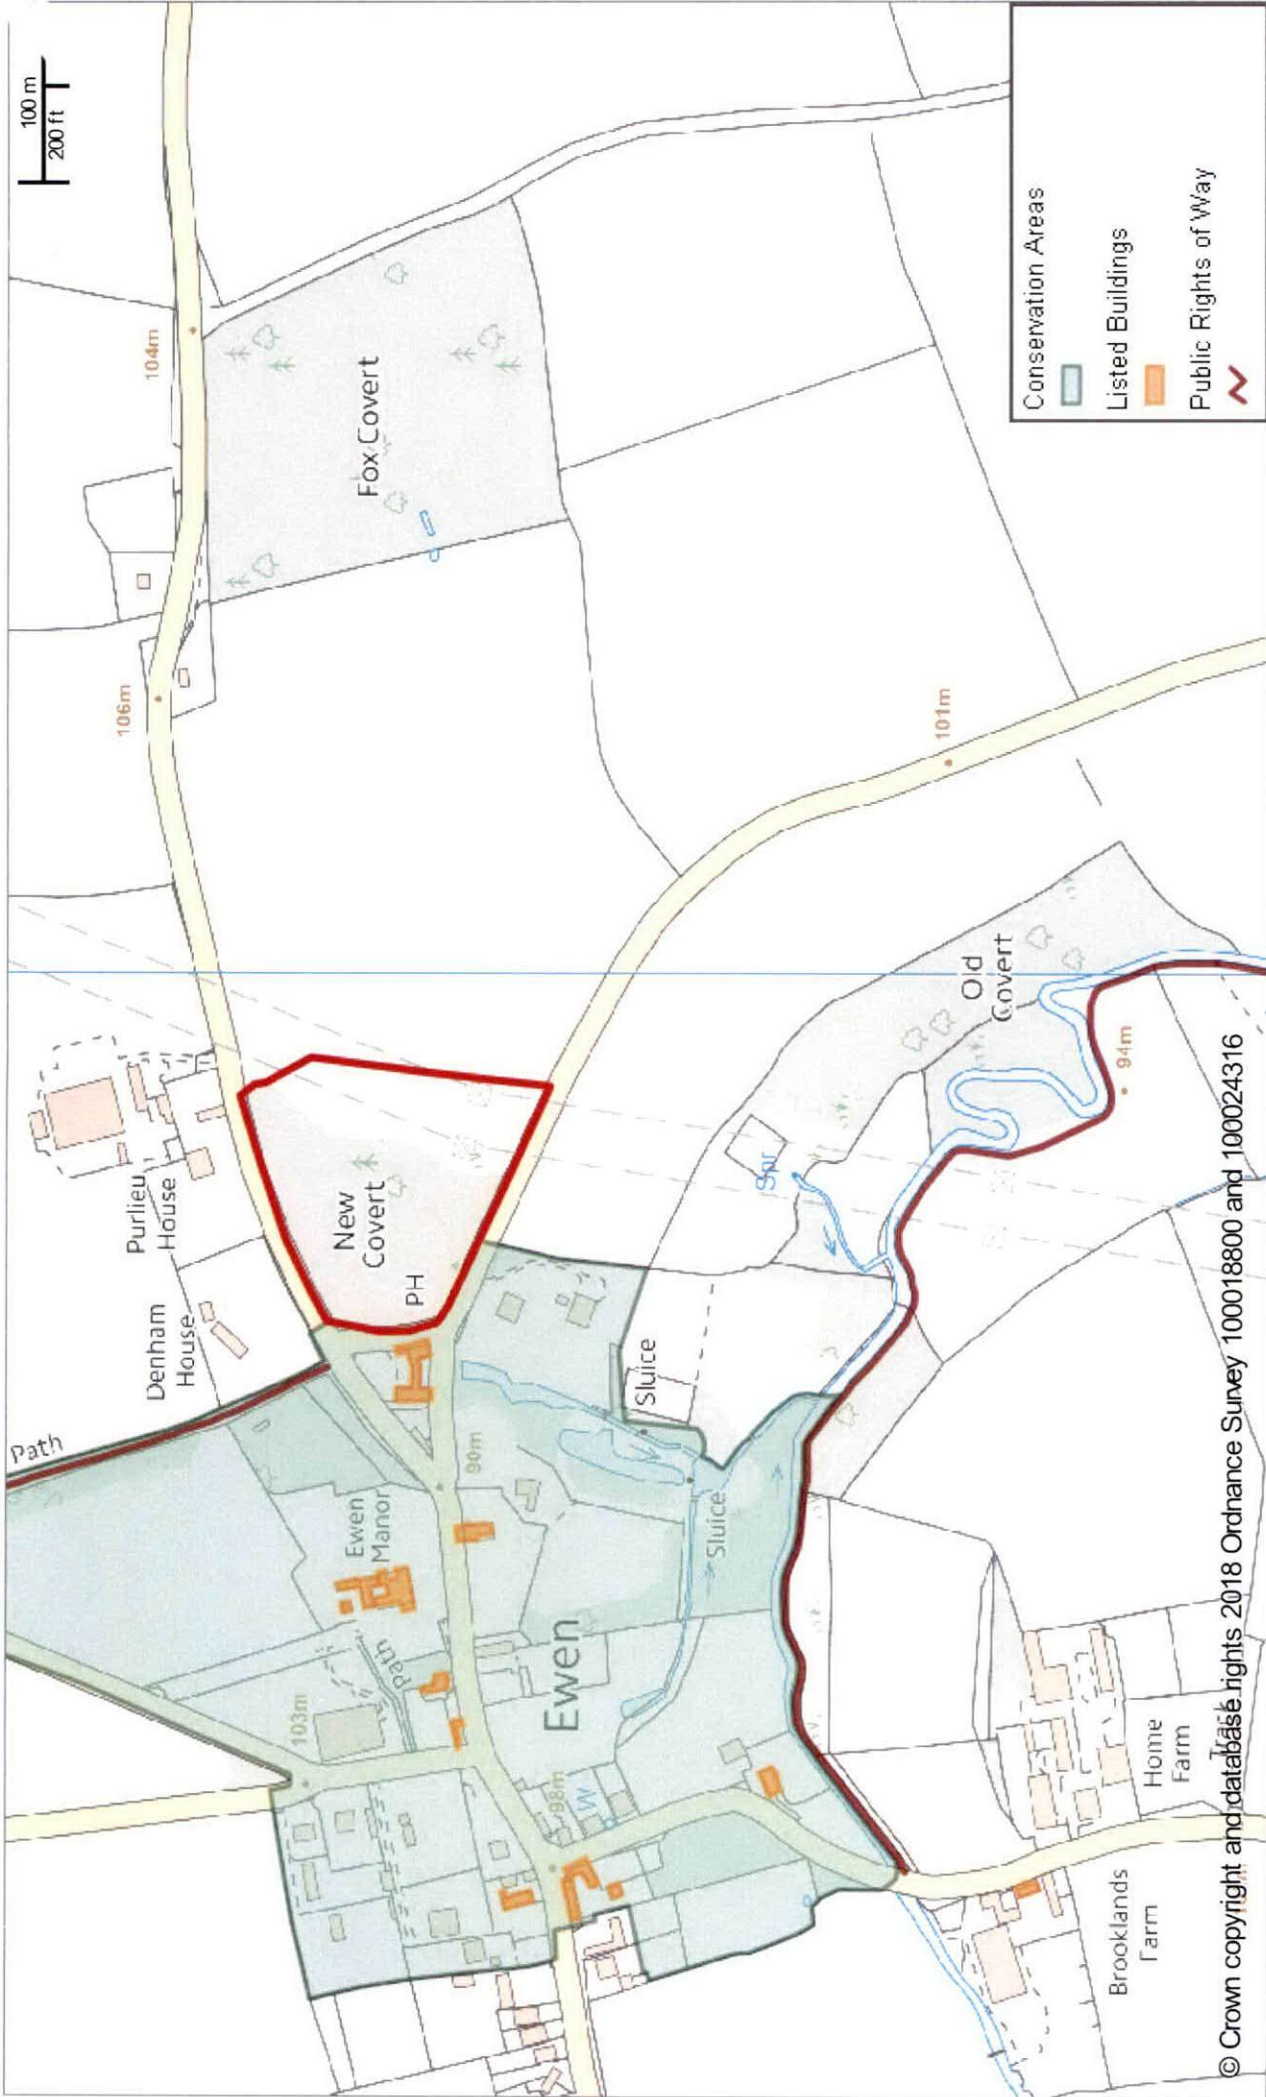 Path
Denham
House
Purlieu
House
106m
104m
100 m
200 ft
103m
Path
Ewen
Manor
90m
PH
New
Covert
Fox Covert
98m
W
Ewen
Sluice
Sluice
Spr
Old
Covert
101m
94m
Brooklands
Farm
Home
Farm
Track
Conservation Areas
Listed Buildings
Public Rights of Way
© Crown copyright and database rights 2018 Ordnance Survey 100018800 and 100024316